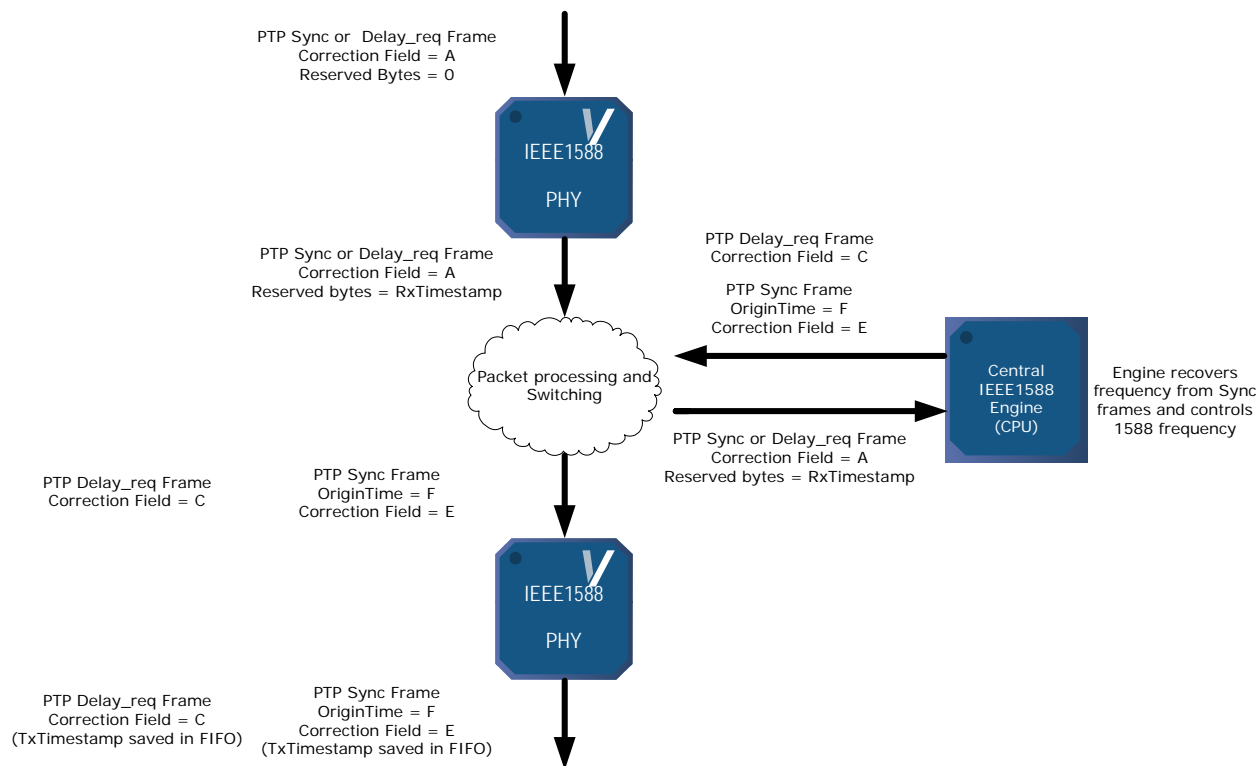 PTP Sync or Delay_req Frame
Correction Field = A
Reserved Bytes = 0
IEEE1588
PHY
PTP Sync or Delay_req Frame
Correction Field = A
Reserved bytes = RxTimestamp
PTP Delay_req Frame
Correction Field = C
PTP Sync Frame
OriginTime = F
Correction Field = E
Packet processing and
Switching
Central
IEEE1588
Engine
(CPU)
Engine recovers
frequency from Sync
frames and controls
1588 frequency
PTP Sync or Delay_req Frame
Correction Field = A
Reserved bytes = RxTimestamp
PTP Delay_req Frame
Correction Field = C
PTP Sync Frame
OriginTime = F
Correction Field = E
IEEE1588
PHY
PTP Delay_req Frame
Correction Field = C
(TxTimestamp saved in FIFO)
PTP Sync Frame
OriginTime = F
Correction Field = E
(TxTimestamp saved in FIFO)